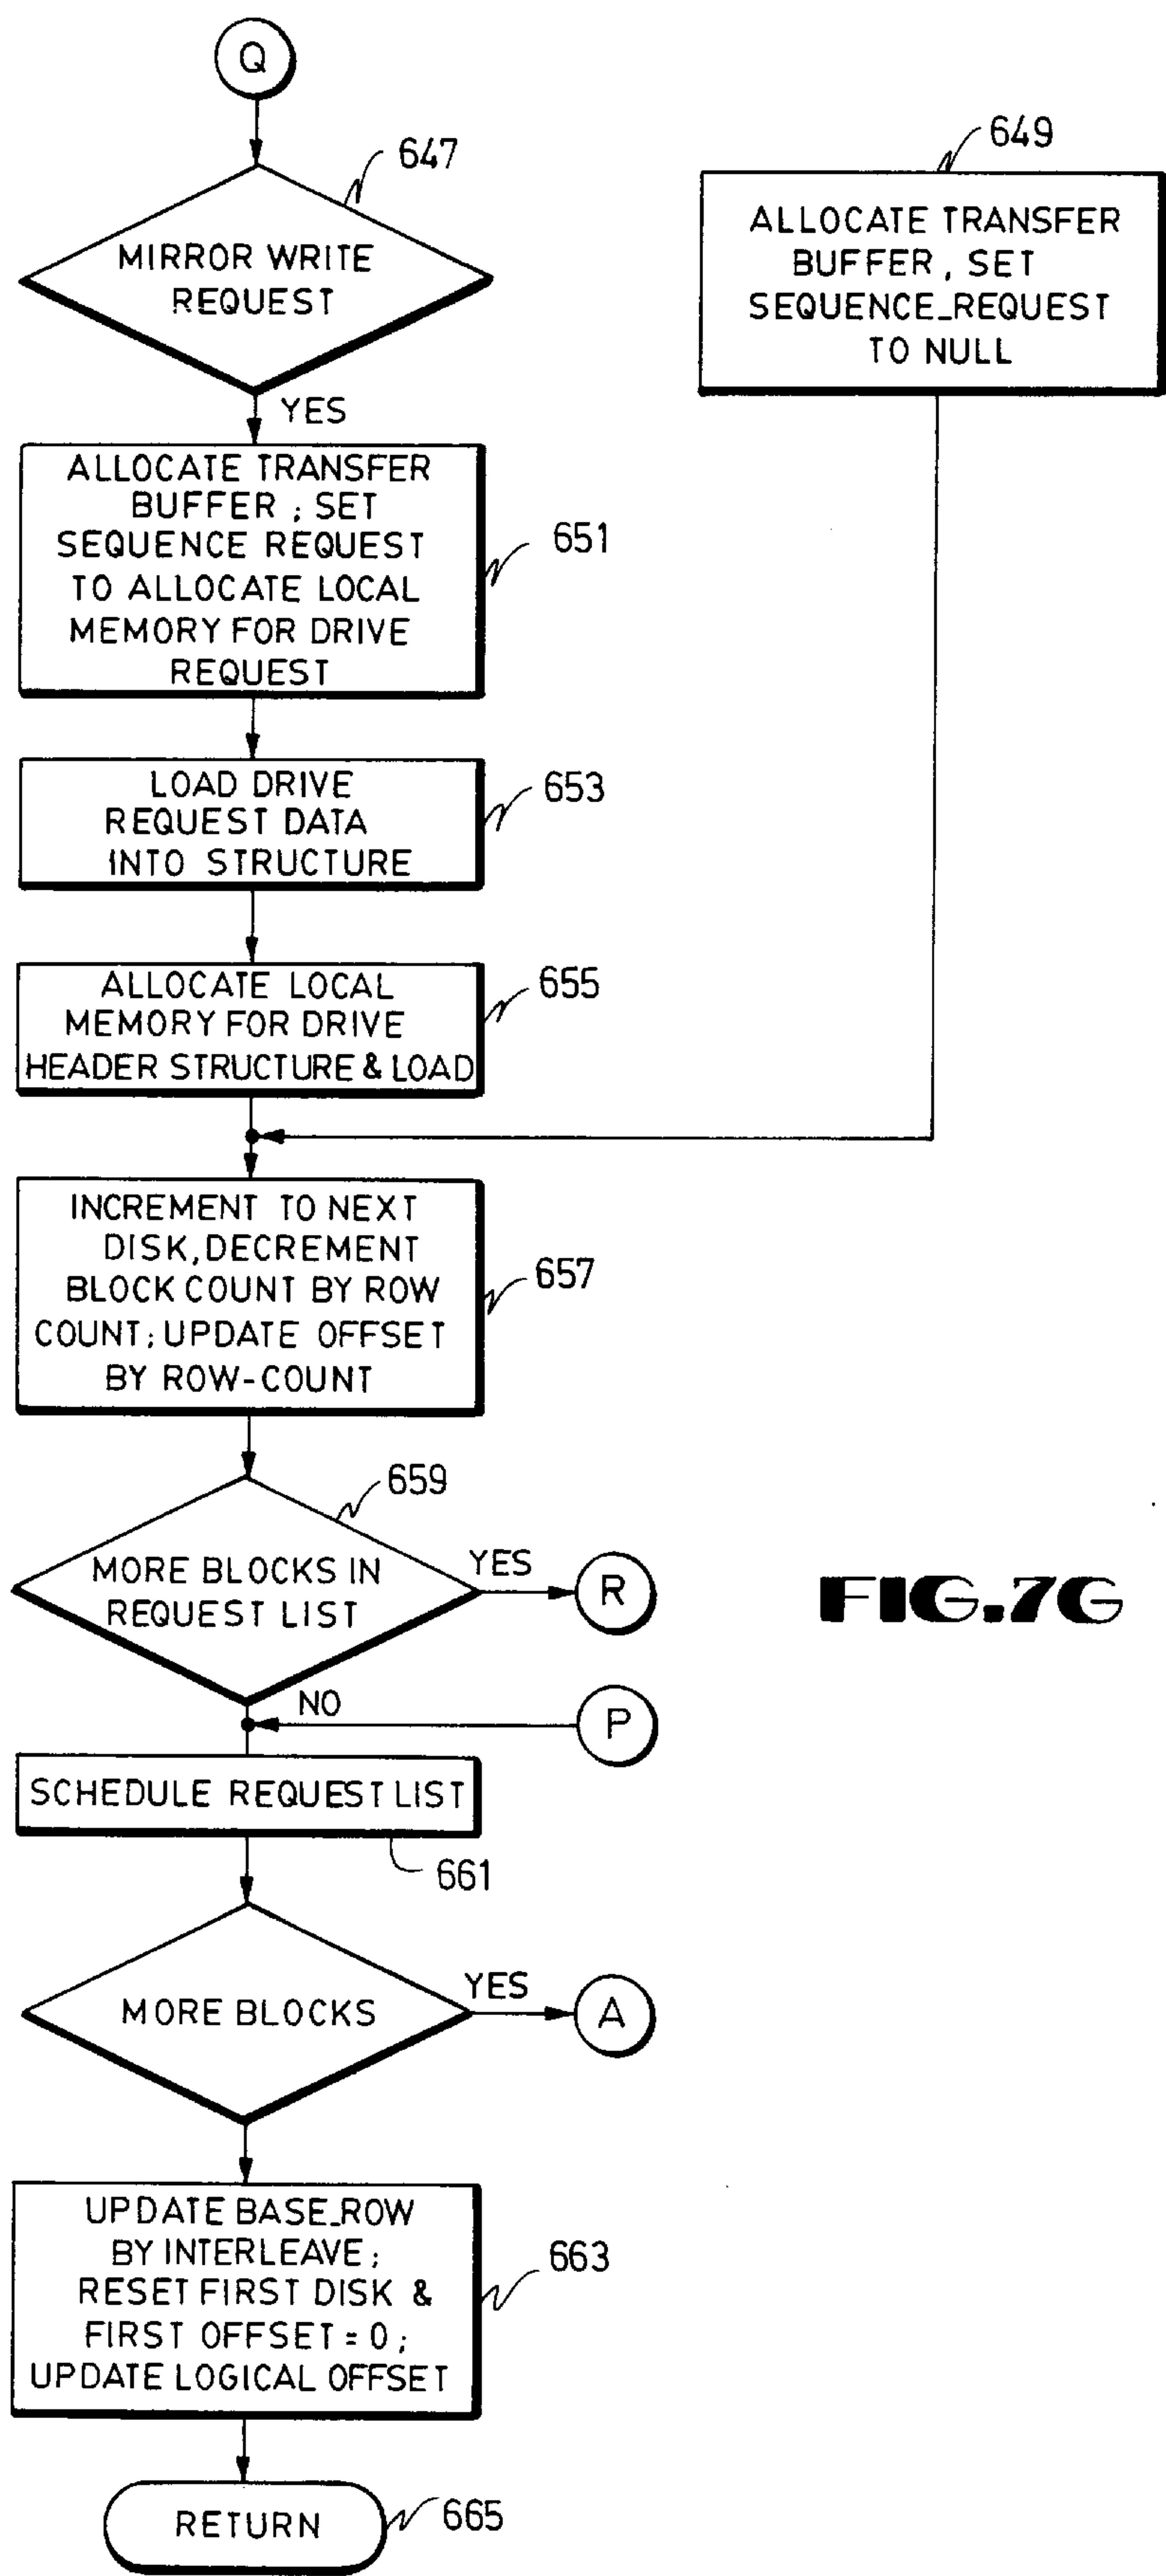 Q
647
MIRROR WRITE
REQUEST
YES
649
ALLOCATE TRANSFER
BUFFER, SET
SEQUENCE_REQUEST
TO NULL
ALLOCATE TRANSFER
BUFFER; SET
SEQUENCE REQUEST
TO ALLOCATE LOCAL
MEMORY FOR DRIVE
REQUEST
651
LOAD DRIVE
REQUEST DATA
INTO STRUCTURE
653
ALLOCATE LOCAL
MEMORY FOR DRIVE
HEADER STRUCTURE & LOAD
655
INCREMENT TO NEXT
DISK, DECREMENT
BLOCK COUNT BY ROW
COUNT; UPDATE OFFSET
BY ROW-COUNT
657
659
MORE BLOCKS IN
REQUEST LIST
YES
R
NO
P
FIG.7G
SCHEDULE REQUEST LIST
661
MORE BLOCKS
YES
A
UPDATE BASE_ROW
BY INTERLEAVE;
RESET FIRST DISK &
FIRST OFFSET = 0;
UPDATE LOGICAL OFFSET
663
RETURN
665